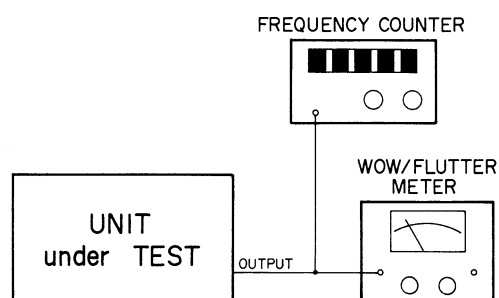 FREQUENCY COUNTER
WOW/FLUTTER
METER
UNIT
under TEST
OUTPUT